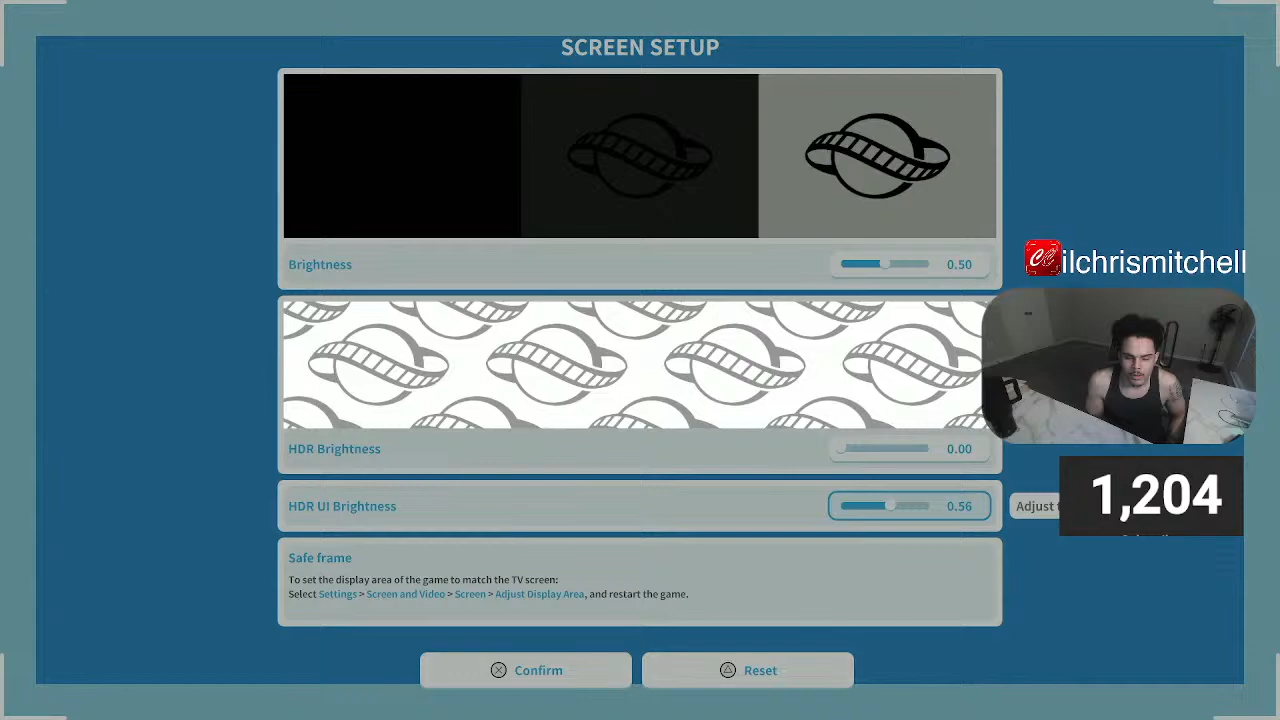 SCREEN SETUP
Brightness
0.50
ilchrismitchell
HDR Brightness
0.00
HDR UI Brightness
0.56
Adjust
1,204
Safe frame
To set the display area of the game to match the TV screen:
Select Settings > Screen and Video > Screen > Adjust Display Area, and restart the game.
Confirm
Reset